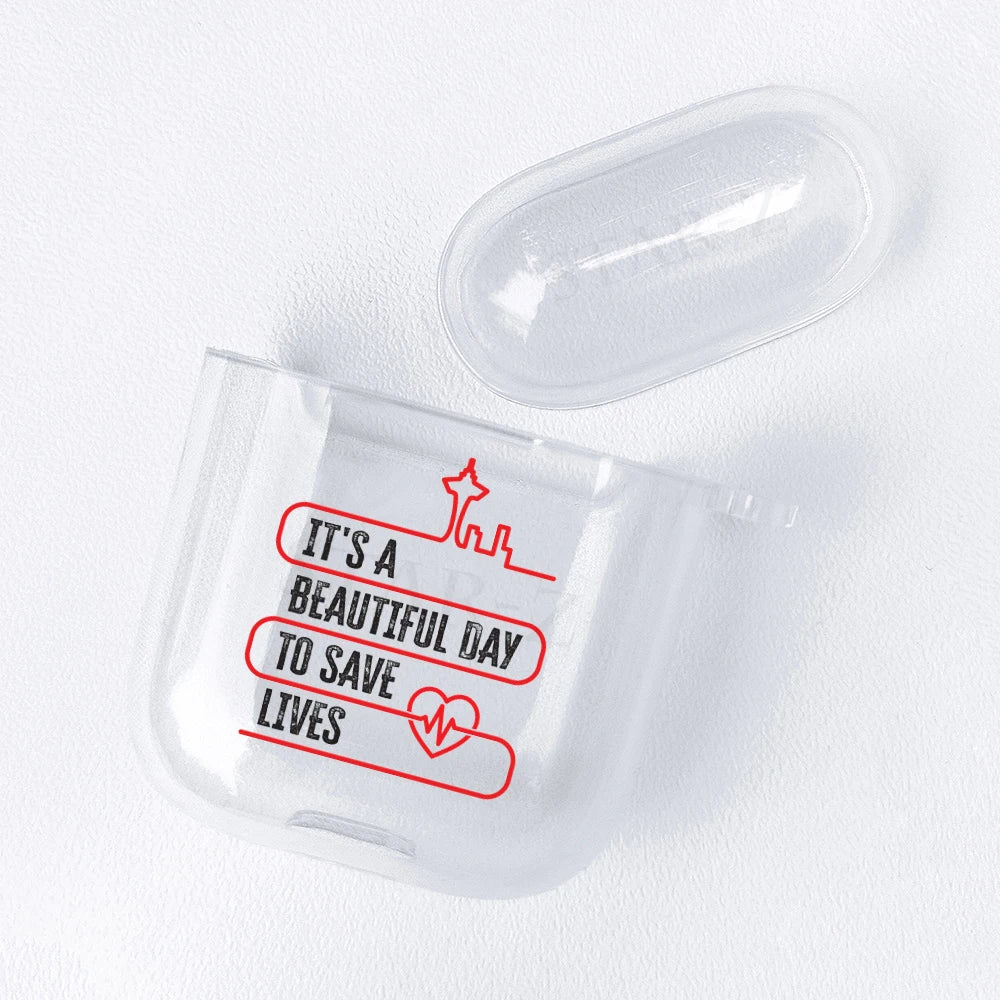 IT'S A
BEAUTIFUL DAY
TO SAVE
LIVES